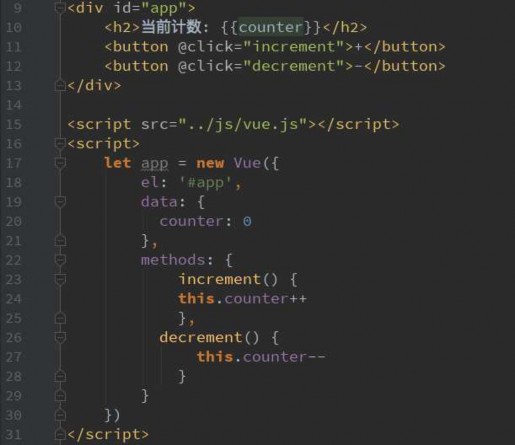 9 <div id="app">
10     <h2>当前计数: {{counter}}</h2>
11     <button @click="increment">+</button>
12     <button @click="decrement">-</button>
13 </div>
14
15 <script src="../js/vue.js"></script>
16 <script>
17     let app = new Vue({
18         el: '#app',
19         data: {
20           counter: 0
21         },
22         methods: {
23             increment() {
24             this.counter++
25             },
26           decrement() {
27               this.counter--
28             }
29         }
30     })
31 </script>